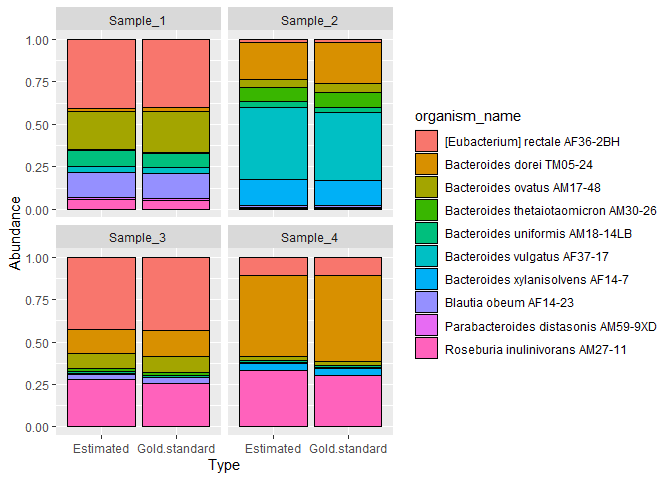 Sample_1
Sample_2
1.00
0.75
0.50
0.25
0.00
Sample_3
Sample_4
1.00
0.75
0.50
0.25
0.00
Estimated
Gold.standard
Estimated
Gold.standard
Type
Abundance
organism_name
[Eubacterium] rectale AF36-2BH
Bacteroides dorei TM05-24
Bacteroides ovatus AM17-48
Bacteroides thetaiotaomicron AM30-26
Bacteroides uniformis AM18-14LB
Bacteroides vulgatus AF37-17
Bacteroides xylanisolvens AF14-7
Blautia obeum AF14-23
Parabacteroides distasonis AM59-9XD
Roseburia inulinivorans AM27-11